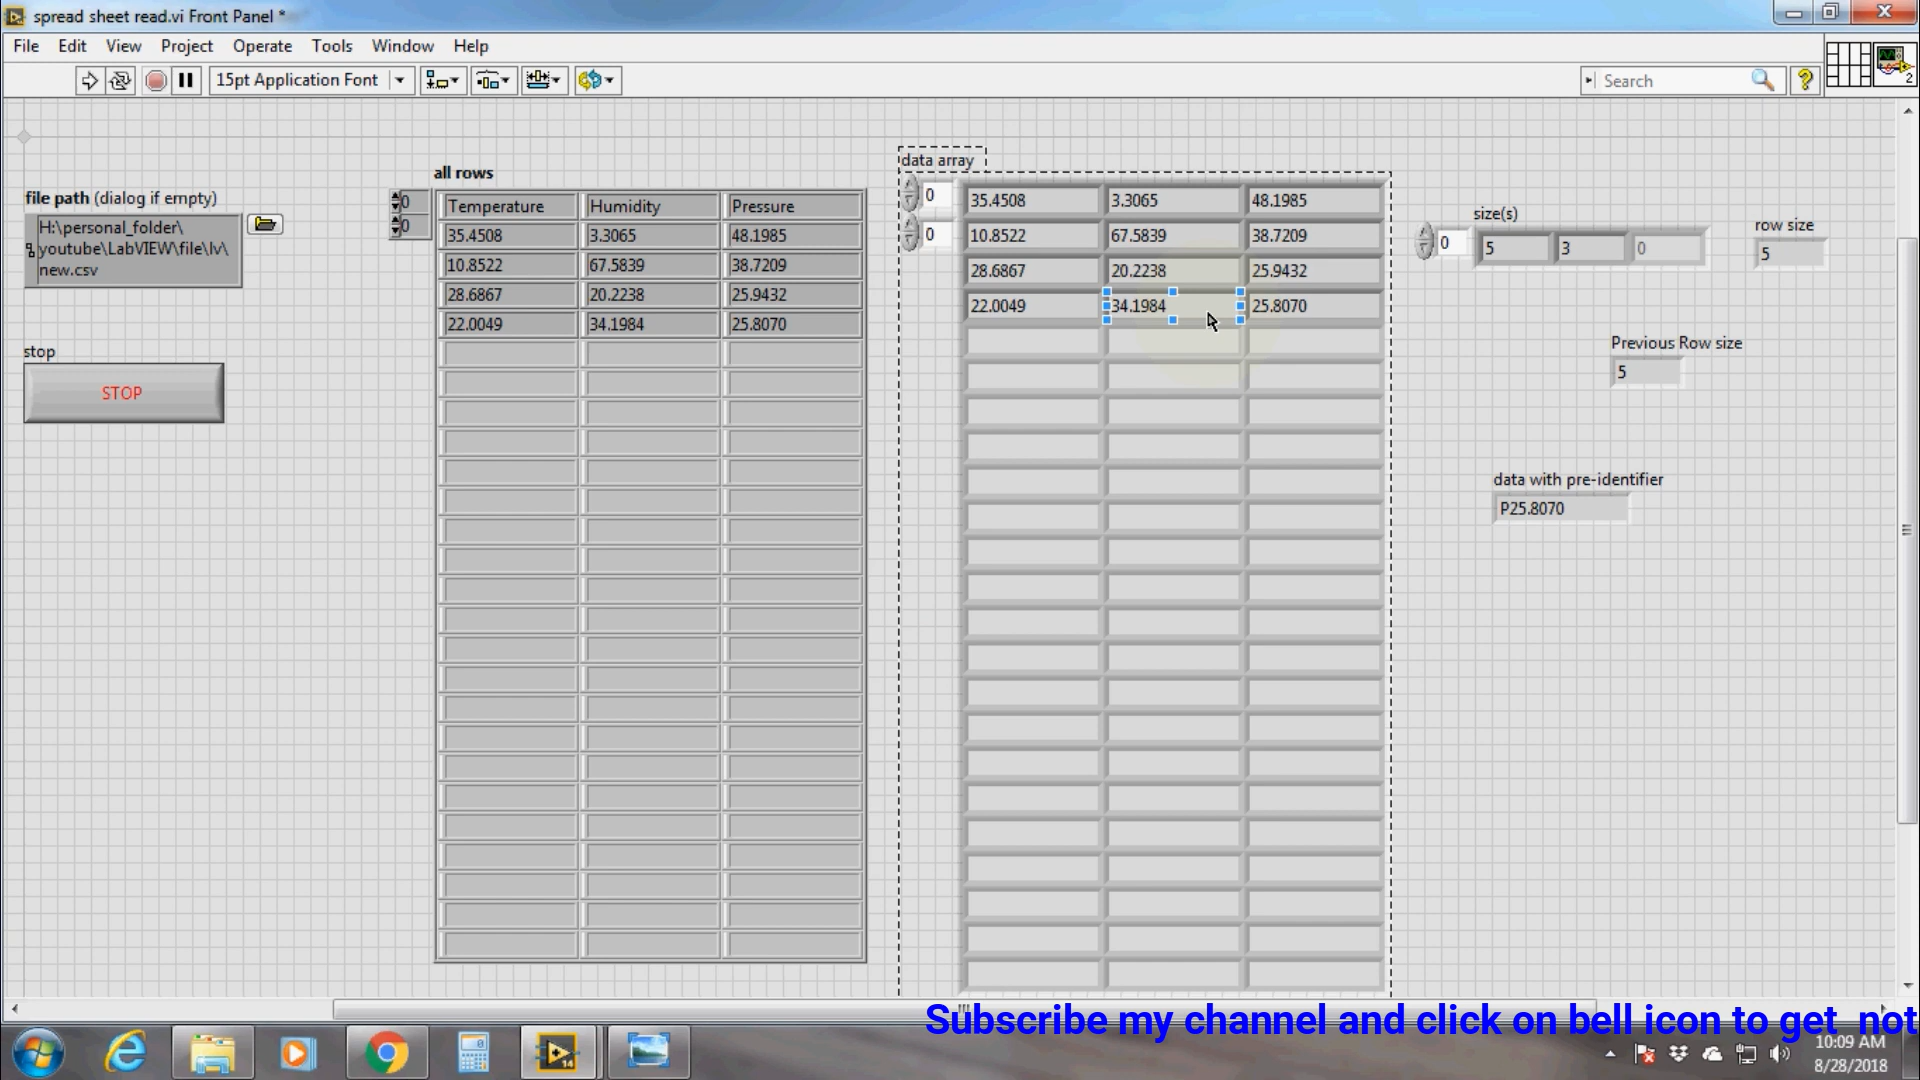 spread sheet read.vi Front Panel *
File Edit View Project Operate Tools Window Help
15pt Application Font
Search
2
file path (dialog if empty)
H:\personal_folder\
youtube\LabVIEW\file\lv\
new.csv
stop
STOP
all rows
0
0
Temperature Humidity Pressure
35.4508 3.3065 48.1985
10.8522 67.5839 38.7209
28.6867 20.2238 25.9432
22.0049 34.1984 25.8070
data array
0
0
35.4508 3.3065 48.1985
10.8522 67.5839 38.7209
28.6867 20.2238 25.9432
22.0049 34.1984 25.8070
size(s)
0 5 3 0
row size
5
Previous Row size
5
data with pre-identifier
P25.8070
Subscribe my channel and click on bell icon to get not
14
10:09 AM
8/28/2018